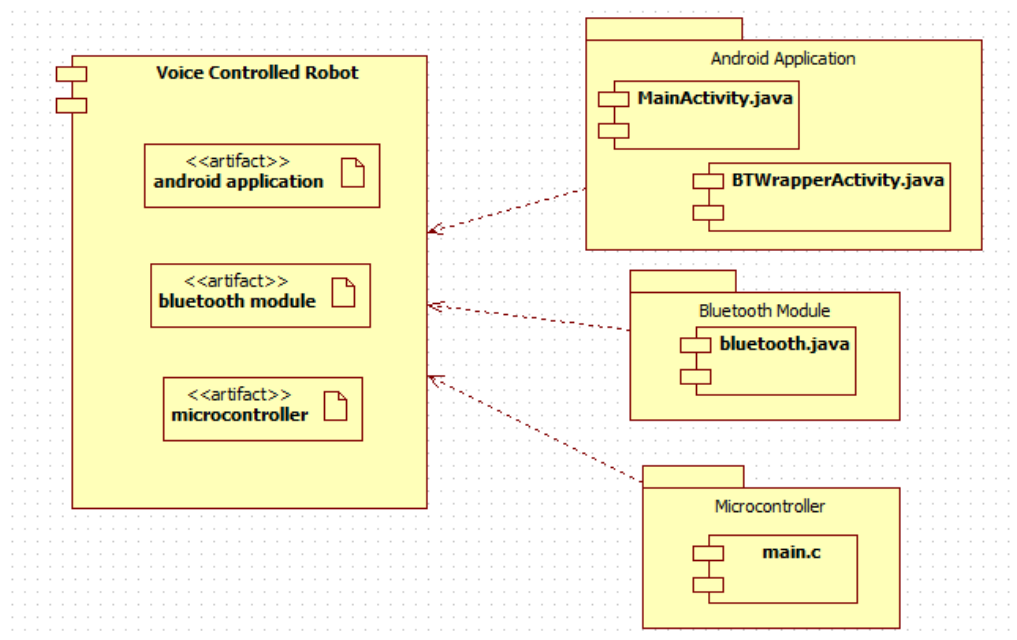 Voice Controlled Robot
<<artifact>>
android application
<<artifact>>
bluetooth module
<<artifact>>
microcontroller
Android Application
MainActivity.java
BTWrapperActivity.java
Bluetooth Module
bluetooth.java
Microcontroller
main.c